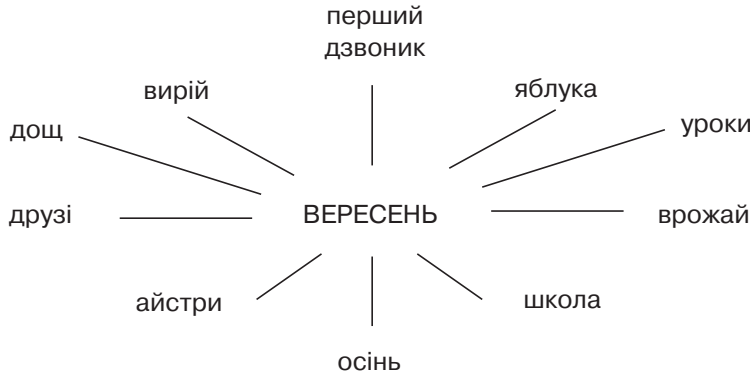 перший
дзвоник
вирій
яблука
дощ
уроки
друзі
ВЕРЕСЕНЬ
врожай
айстри
школа
осінь